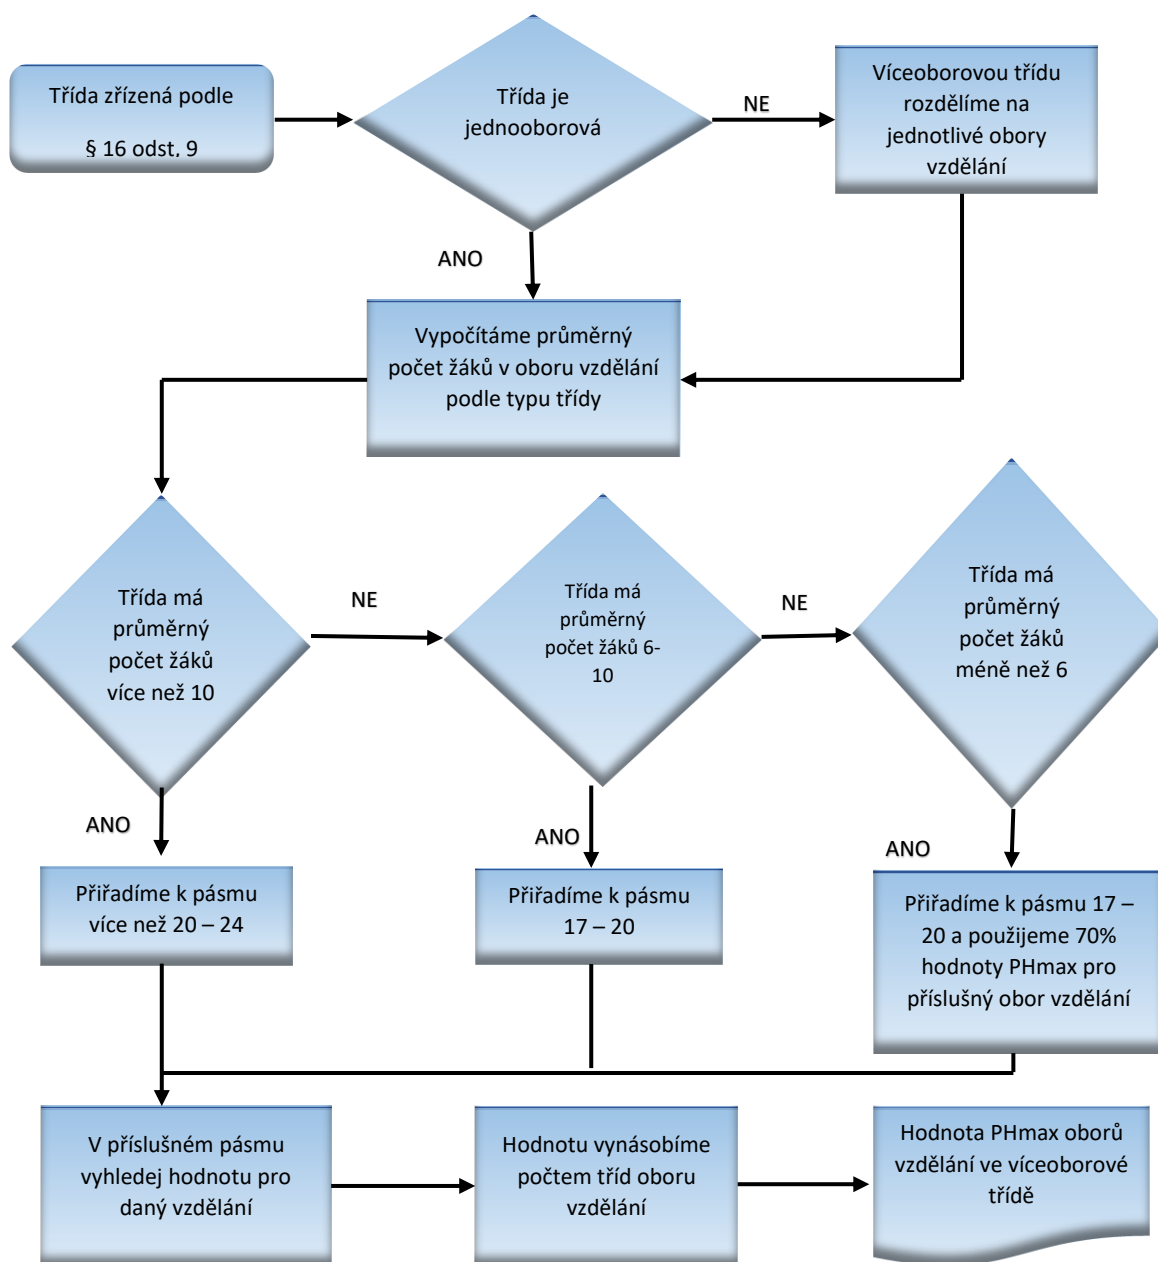 Třída zřízená podle
§ 16 odst, 9
Třída je
jednooborová
NE
Víceoborovou třídu
rozdělíme na
jednotlivé obory
vzdělání
ANO
Vypočítáme průměrný
počet žáků v oboru vzdělání
podle typu třídy
Třída má
průměrný
počet žáků
více než 10
NE
Třída má
průměrný
počet žáků 6-
10
NE
Třída má
průměrný
počet žáků
méně než 6
ANO
ANO
ANO
Přiřadíme k pásmu
více než 20 – 24
Přiřadíme k pásmu
17 – 20
Přiřadíme k pásmu 17 –
20 a použijeme 70%
hodnoty PHmax pro
příslušný obor vzdělání
V příslušném pásmu
vyhledej hodnotu pro
daný vzdělání
Hodnotu vynásobíme
počtem tříd oboru
vzdělání
Hodnota PHmax oborů
vzdělání ve víceoborové
třídě